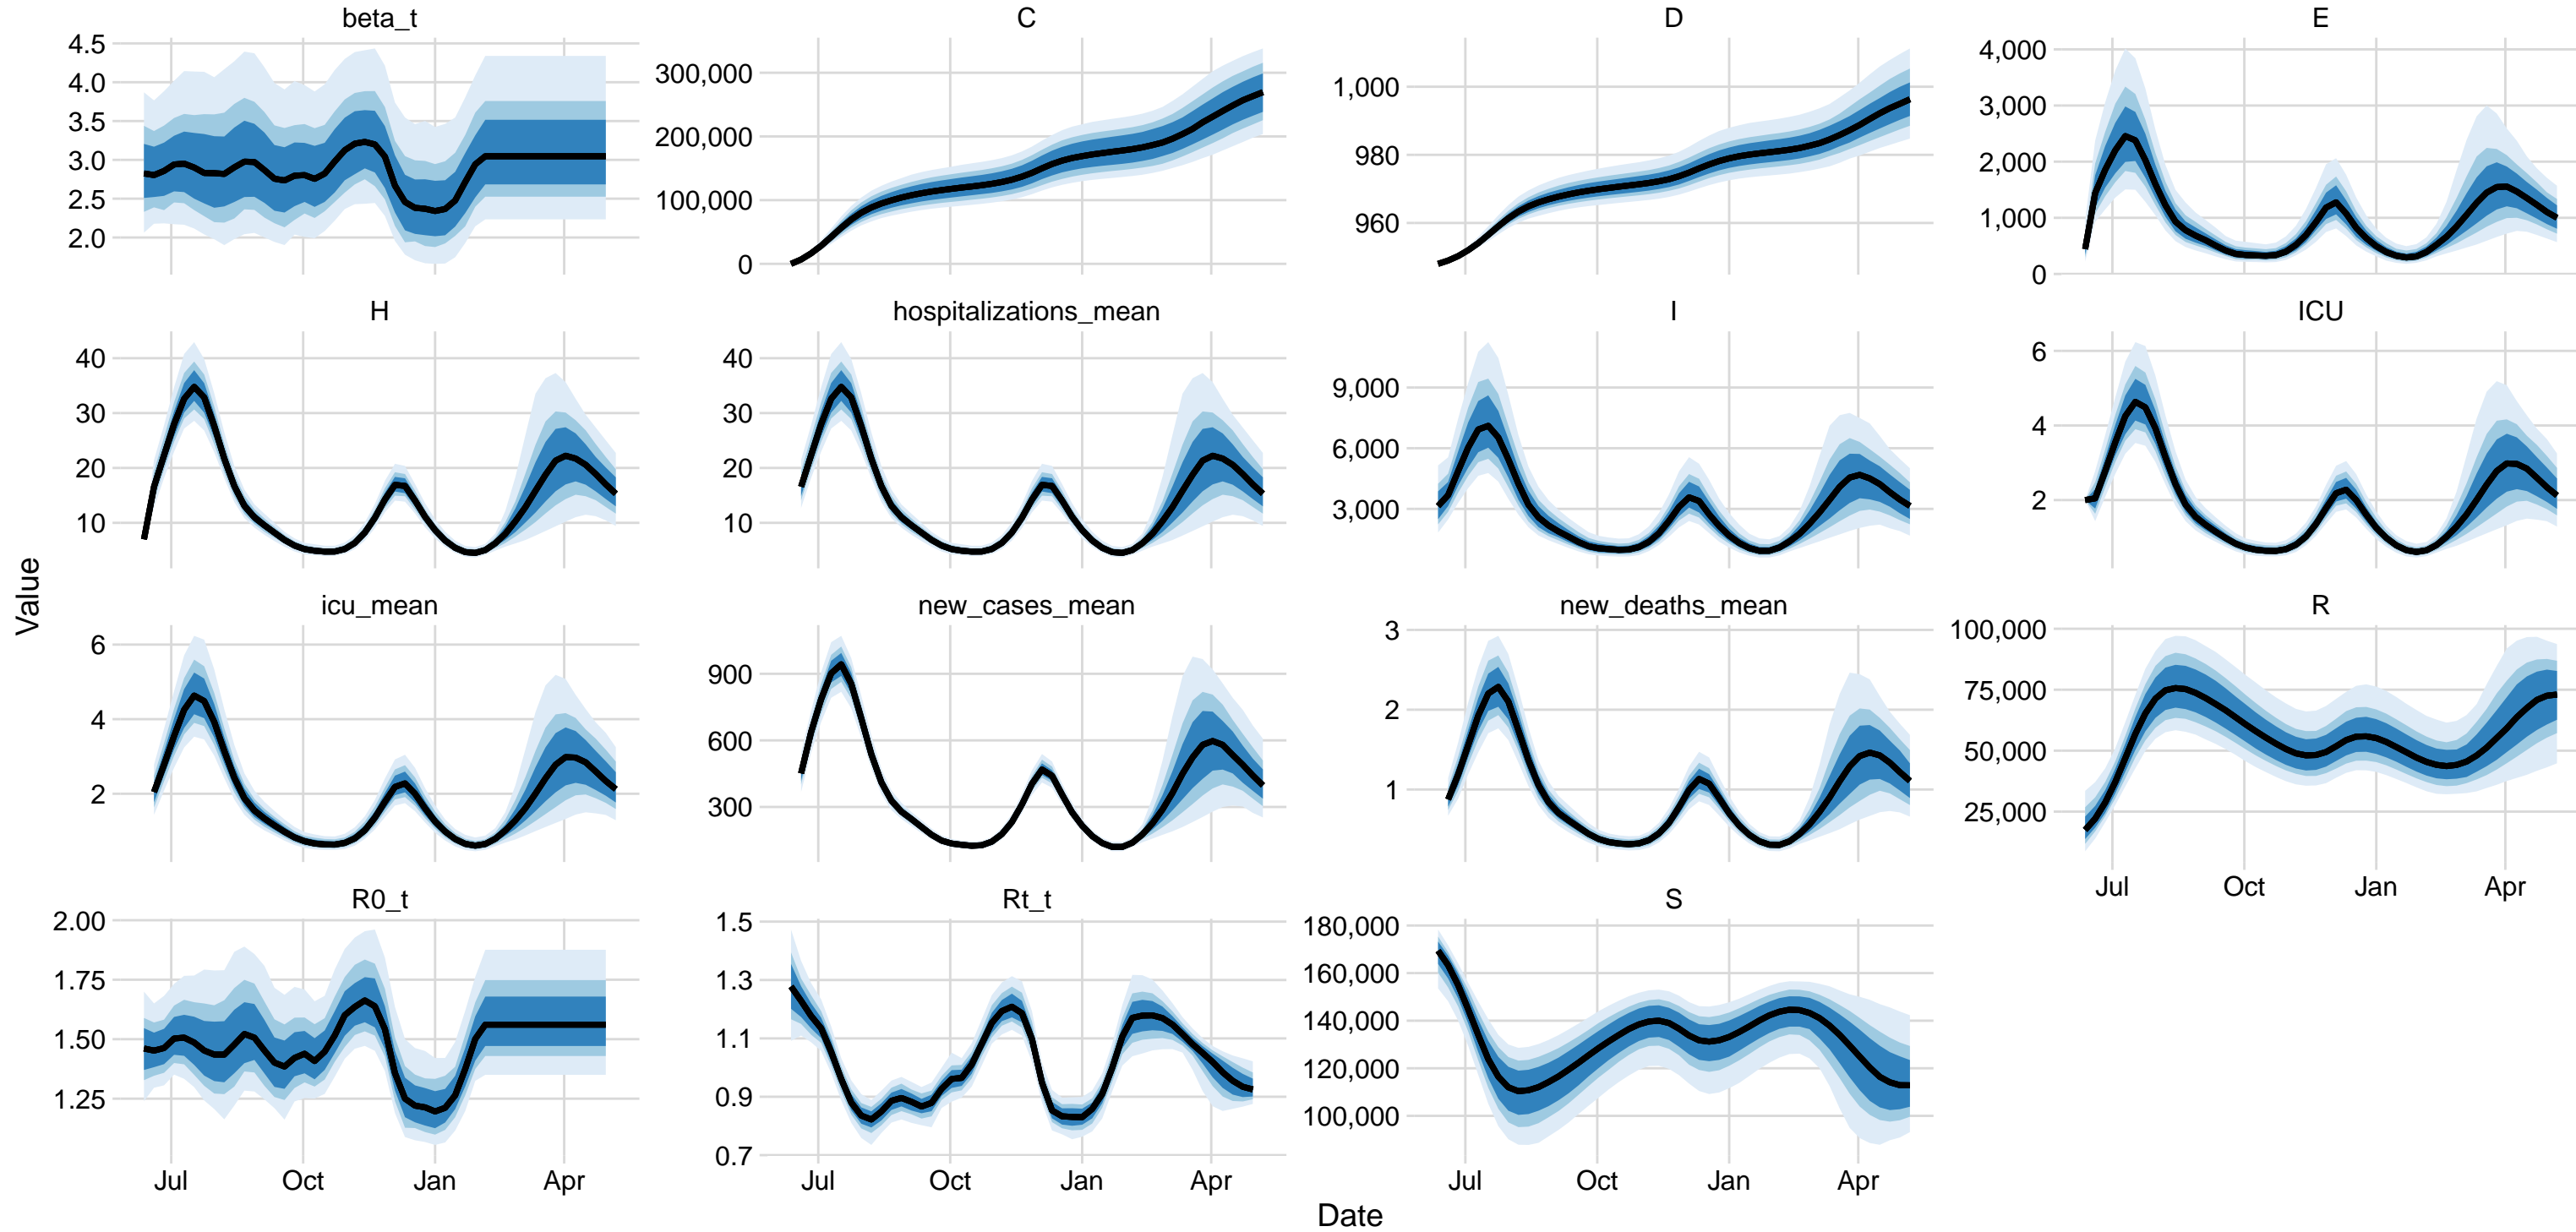 beta_t
C
D
E
4.5
4.0
3.5
3.0
2.5
2.0
300,000
200,000
100,000
0
1,000
980
960
4,000
3,000
2,000
1,000
0
H
hospitalizations_mean
I
ICU
40
30
20
10
40
30
20
10
9,000
6,000
3,000
6
4
2
Value
icu_mean
new_cases_mean
new_deaths_mean
R
6
4
2
900
600
300
3
2
1
100,000
75,000
50,000
25,000
Jul Oct Jan Apr
R0_t
Rt_t
S
2.00
1.75
1.50
1.25
1.5
1.3
1.1
0.9
0.7
180,000
160,000
140,000
120,000
100,000
Jul Oct Jan Apr
Jul Oct Jan Apr
Jul Oct Jan Apr
Date